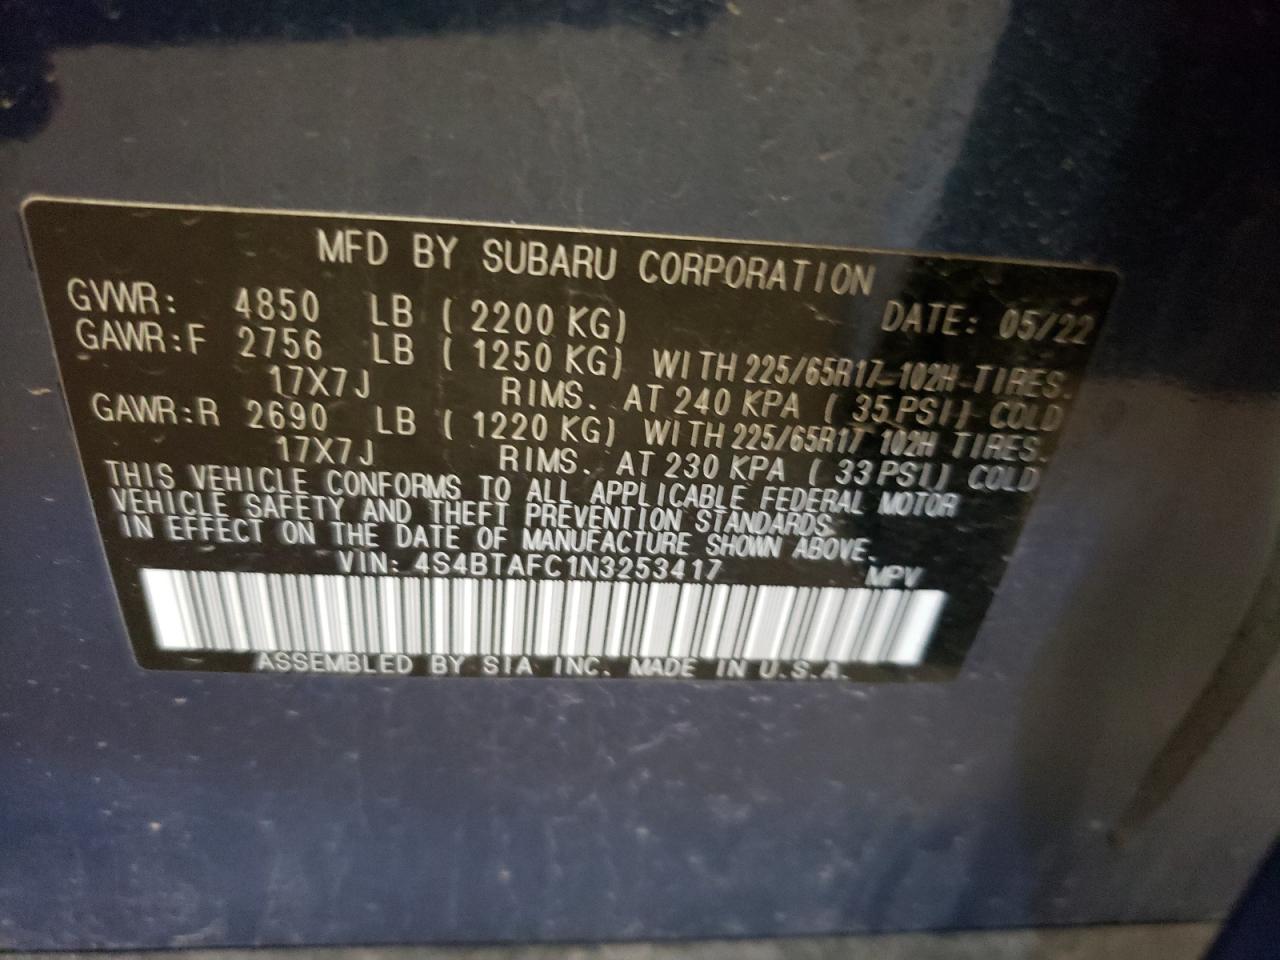 MFD BY SUBARU CORPORATION
GVWR: 4850 LB ( 2200 KG) DATE: 05/22
GAWR:F 2756 LB ( 1250 KG) WITH 225/65R17 102H TIRES.
17X7J RIMS. AT 240 KPA ( 35 PSI) COLD
GAWR:R 2690 LB ( 1220 KG) WITH 225/65R17 102H TIRES.
17X7J RIMS. AT 230 KPA ( 33 PSI) COLD
THIS VEHICLE CONFORMS TO ALL APPLICABLE FEDERAL MOTOR
VEHICLE SAFETY AND THEFT PREVENTION STANDARDS
IN EFFECT ON THE DATE OF MANUFACTURE SHOWN ABOVE.
VIN: 4S4BTAFC1N3253417 MPV
ASSEMBLED BY SIA INC. MADE IN U.S.A.